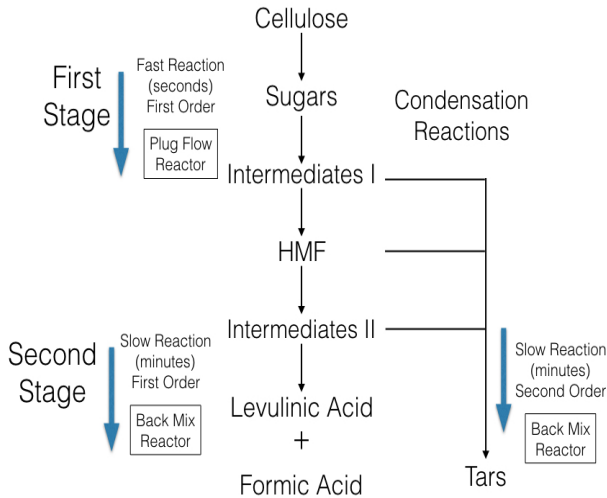 Cellulose
First
Stage
Fast Reaction
(seconds)
First Order
Plug Flow
Reactor
Sugars
Condensation
Reactions
Intermediates I
HMF
Intermediates II
Second
Stage
Slow Reaction
(minutes)
First Order
Back Mix
Reactor
Levulinic Acid
+
Formic Acid
Slow Reaction
(minutes)
Second Order
Back Mix
Reactor
Tars